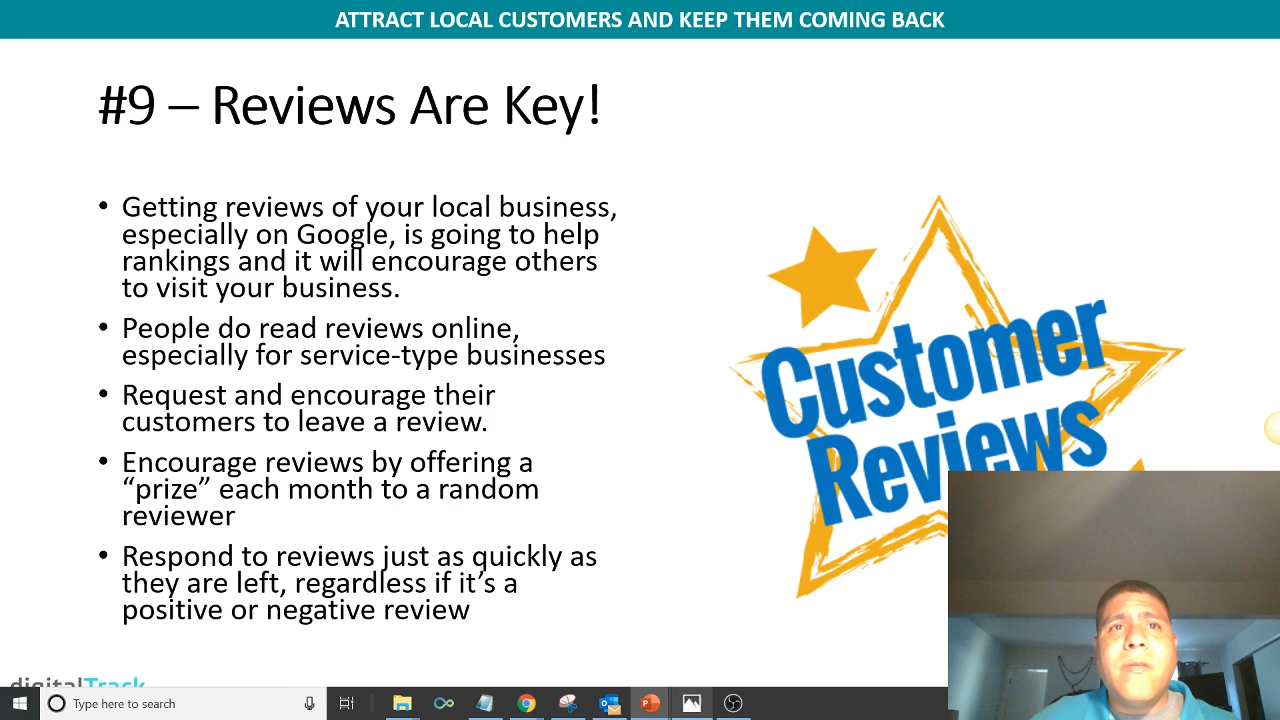 ATTRACT LOCAL CUSTOMERS AND KEEP THEM COMING BACK
#9 – Reviews Are Key!
• Getting reviews of your local business,
especially on Google, is going to help
rankings and it will encourage others
to visit your business.
• People do read reviews online,
especially for service-type businesses
• Request and encourage their
customers to leave a review.
• Encourage reviews by offering a
“prize” each month to a random
reviewer
• Respond to reviews just as quickly as
they are left, regardless if it’s a
positive or negative review
Customer
Reviews
digitalTrack
Type here to search